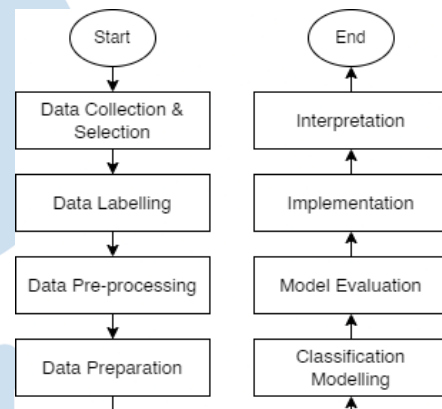 Start
Data Collection &
Selection
Data Labelling
Data Pre-processing
Data Preparation
End
Interpretation
Implementation
Model Evaluation
Classification
Modelling